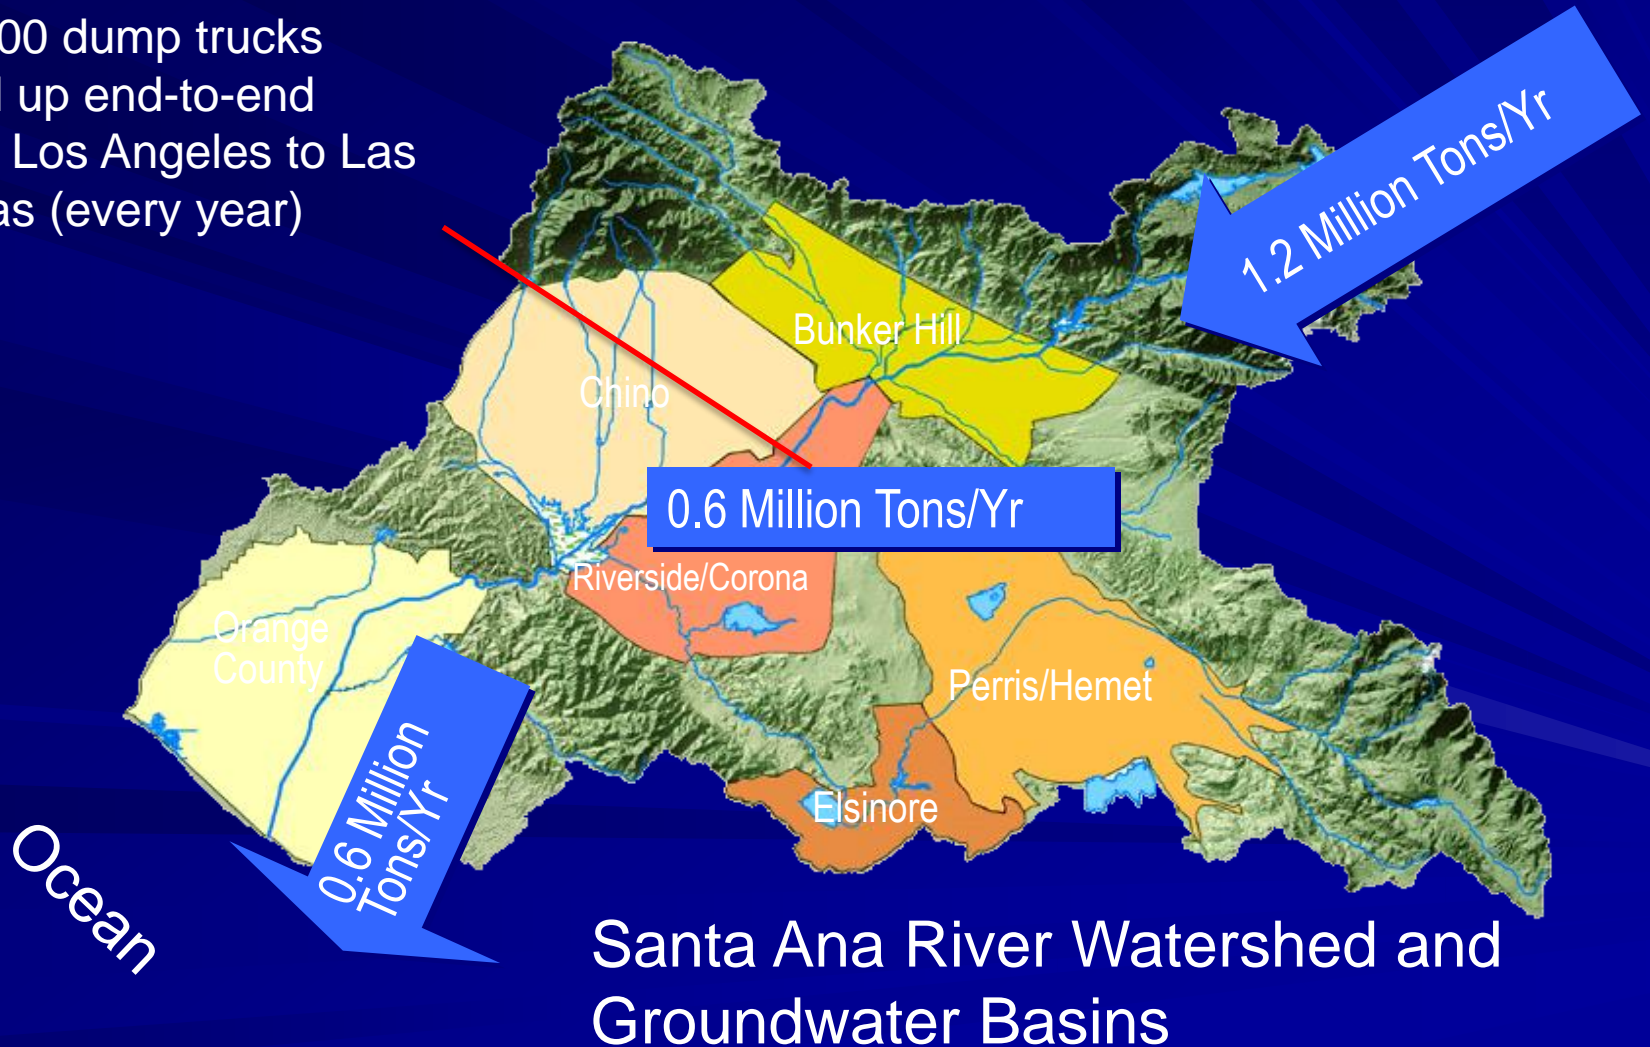 00 dump trucks
up end-to-end
Los Angeles to Las
as (every year)
1.2 Million Tons/Yr
Bunker Hill
Chino
0.6 Million Tons/Yr
Riverside/Corona
Orange
County
Perris/Hemet
0.6 Million
Tons/Yr
Elsinore
Ocean
Santa Ana River Watershed and
Groundwater Basins